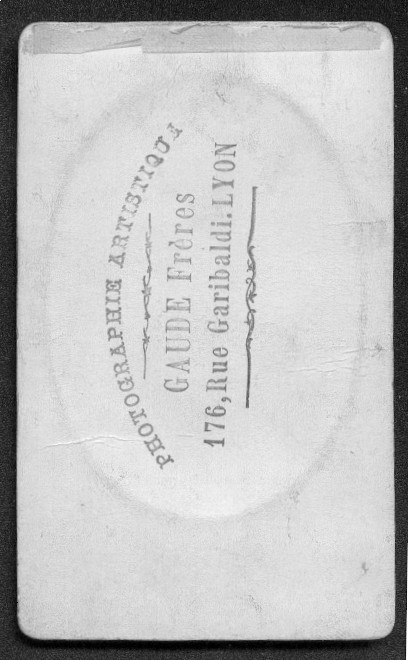 PHOTOGRAPHIE ARTISTIQUE
GAUDE Frères
176, Rue Garibaldi. LYON